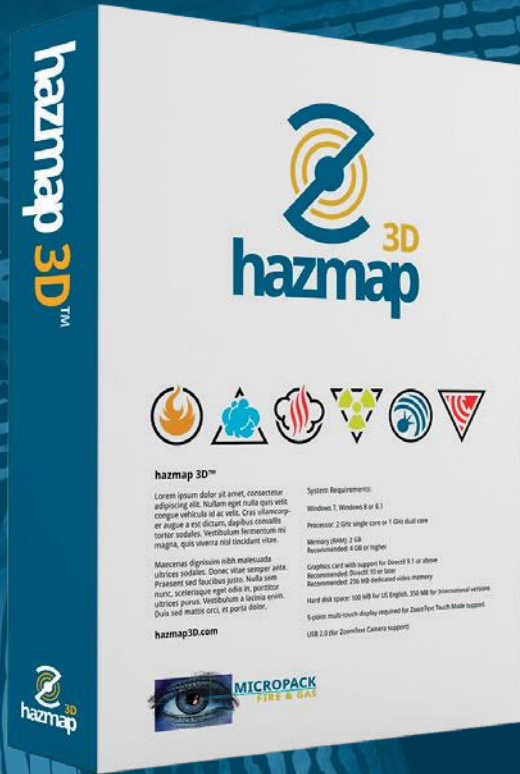 hazmap 3D™
3D
hazmap
hazmap 3D™
Lorem ipsum dolor sit amet, consectetur
adipiscing elit. Nullam eget nulla quis velit
congue vehicula id ac velit. Cras ullamcorp-
er augue a est dictum, dapibus convallis
tortor sodales. Vestibulum fermentum mi
magna, quis viverra nisl tincidunt vitae.
Maecenas dignissim nibh malesuada
ultrices sodales. Donec vitae semper ante.
Praesent sed faucibus justo. Nulla sem
nunc, scelerisque eget odio in, porttitor
ultrices purus. Vestibulum a lacinia enim.
Duis sed mattis orci, et porta dolor.
hazmap3D.com
System Requirements:
Windows 7, Windows 8 or 8.1
Processor: 2 GHz single core or 1 GHz dual core
Memory (RAM): 2 GB
Recommended: 4 GB or higher
Graphics card with support for DirectX 9.1 or above
Recommended: DirectX 10 or later
Recommended: 256 MB dedicated video memory
Hard disk space: 100 MB for US English, 350 MB for International versions
5-point multi-touch display required for ZoomText Touch Mode support
USB 2.0 (for ZoomText Camera support)
MICROPACK
FIRE & GAS
3D
hazmap